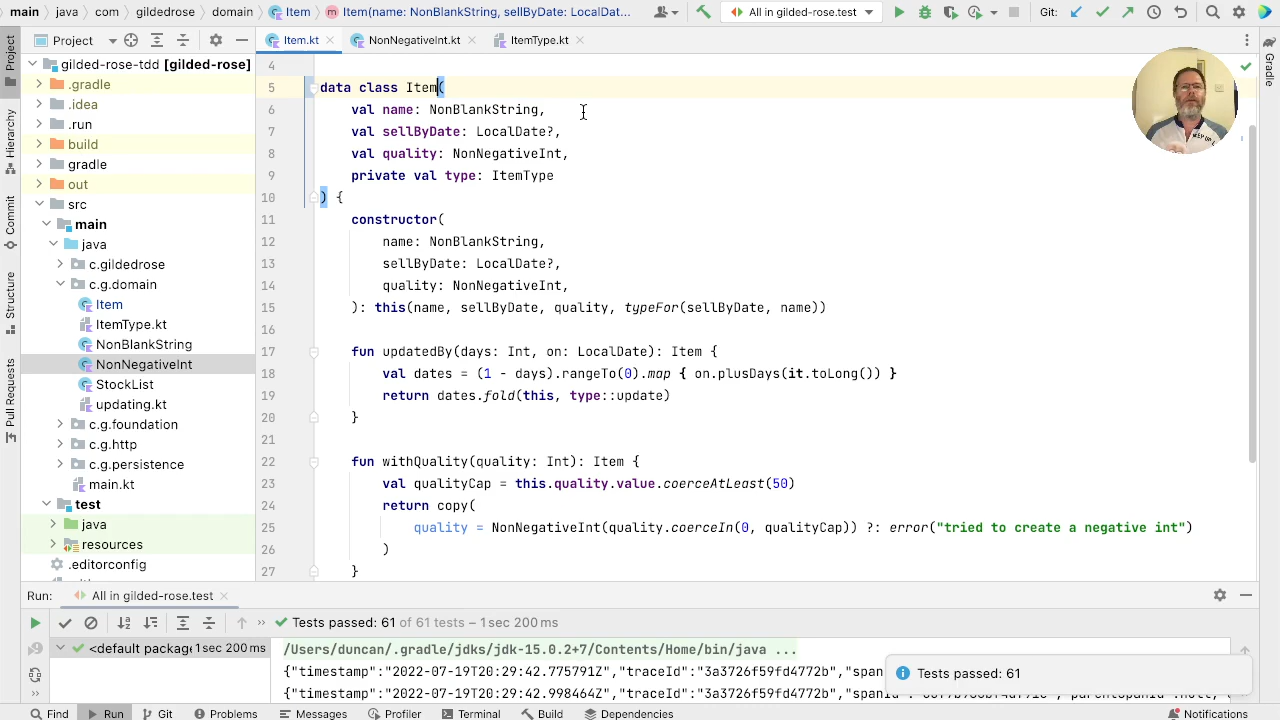 main
java
com
gildedrose
domain
Item
Item(name: NonBlankString, sellByDate: LocalDat...
All in gilded-rose.test
Git:
Project
Item.kt
NonNegativeInt.kt
ItemType.kt
Project
Hierarchy
Commit
Structure
Pull Requests
Gradle
gilded-rose-tdd [gilded-rose]
.gradle
.idea
.run
build
gradle
out
src
main
java
c.gildedrose
c.g.domain
Item
ItemType.kt
NonBlankString
NonNegativeInt
StockList
updating.kt
c.g.foundation
c.g.http
c.g.persistence
main.kt
test
java
resources
.editorconfig
4
5 data class Item(
6 val name: NonBlankString,
7 val sellByDate: LocalDate?,
8 val quality: NonNegativeInt,
9 private val type: ItemType
10 ) {
11 constructor(
12 name: NonBlankString,
13 sellByDate: LocalDate?,
14 quality: NonNegativeInt,
15 ): this(name, sellByDate, quality, typeFor(sellByDate, name))
16
17 fun updatedBy(days: Int, on: LocalDate): Item {
18 val dates = (1 - days).rangeTo(0).map { on.plusDays(it.toLong()) }
19 return dates.fold(this, type::update)
20 }
21
22 fun withQuality(quality: Int): Item {
23 val qualityCap = this.quality.value.coerceAtLeast(50)
24 return copy(
25 quality = NonNegativeInt(quality.coerceIn(0, qualityCap)) ?: error("tried to create a negative int")
26 )
27 }
Run: All in gilded-rose.test
Tests passed: 61 of 61 tests – 1 sec 200 ms
<default package 1 sec 200 ms
/Users/duncan/.gradle/jdks/jdk-15.0.2+7/Contents/Home/bin/java ...
{"timestamp":"2022-07-19T20:29:42.775791Z","traceId":"3a3726f59fd4772b","span
{"timestamp":"2022-07-19T20:29:42.998464Z","traceId":"3a3726f59fd4772b",
Tests passed: 61
Find
Run
Git
Problems
Messages
Profiler
Terminal
Build
Dependencies
Notifications